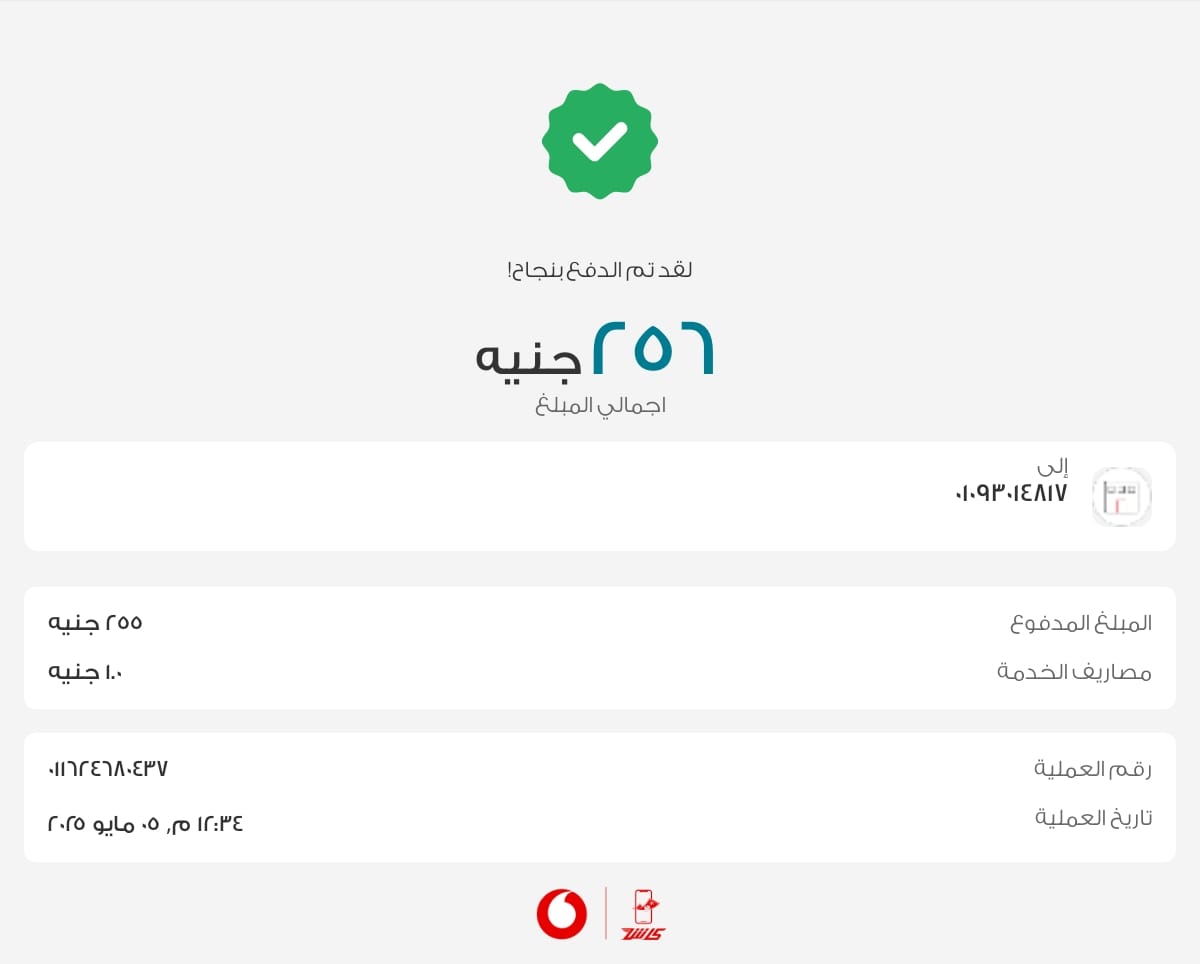 لقد تم الدفع بنجاح!
٢٥٦ جنيه
اجمالي المبلغ
إلى
٠١٠٩٣٠١٤٨١٧
المبلغ المدفوع ٢٥٥ جنيه
مصاريف الخدمة ١.٠ جنيه
رقم العملية ٠١١٦٢٤٦٨٠٤٣٧
تاريخ العملية ١٢:٣٤ م, ٠٥ مايو ٢٠٢٥
كاش